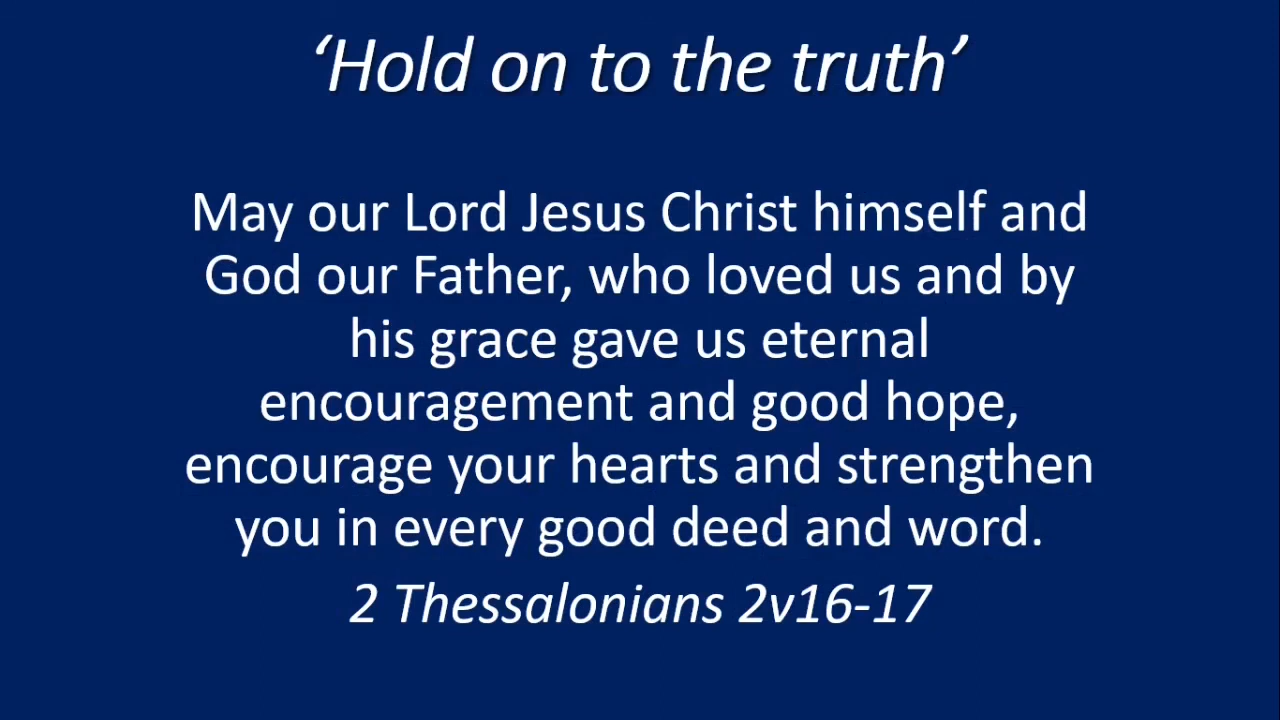 ‘Hold on to the truth’
May our Lord Jesus Christ himself and
God our Father, who loved us and by
his grace gave us eternal
encouragement and good hope,
encourage your hearts and strengthen
you in every good deed and word.
2 Thessalonians 2v16-17